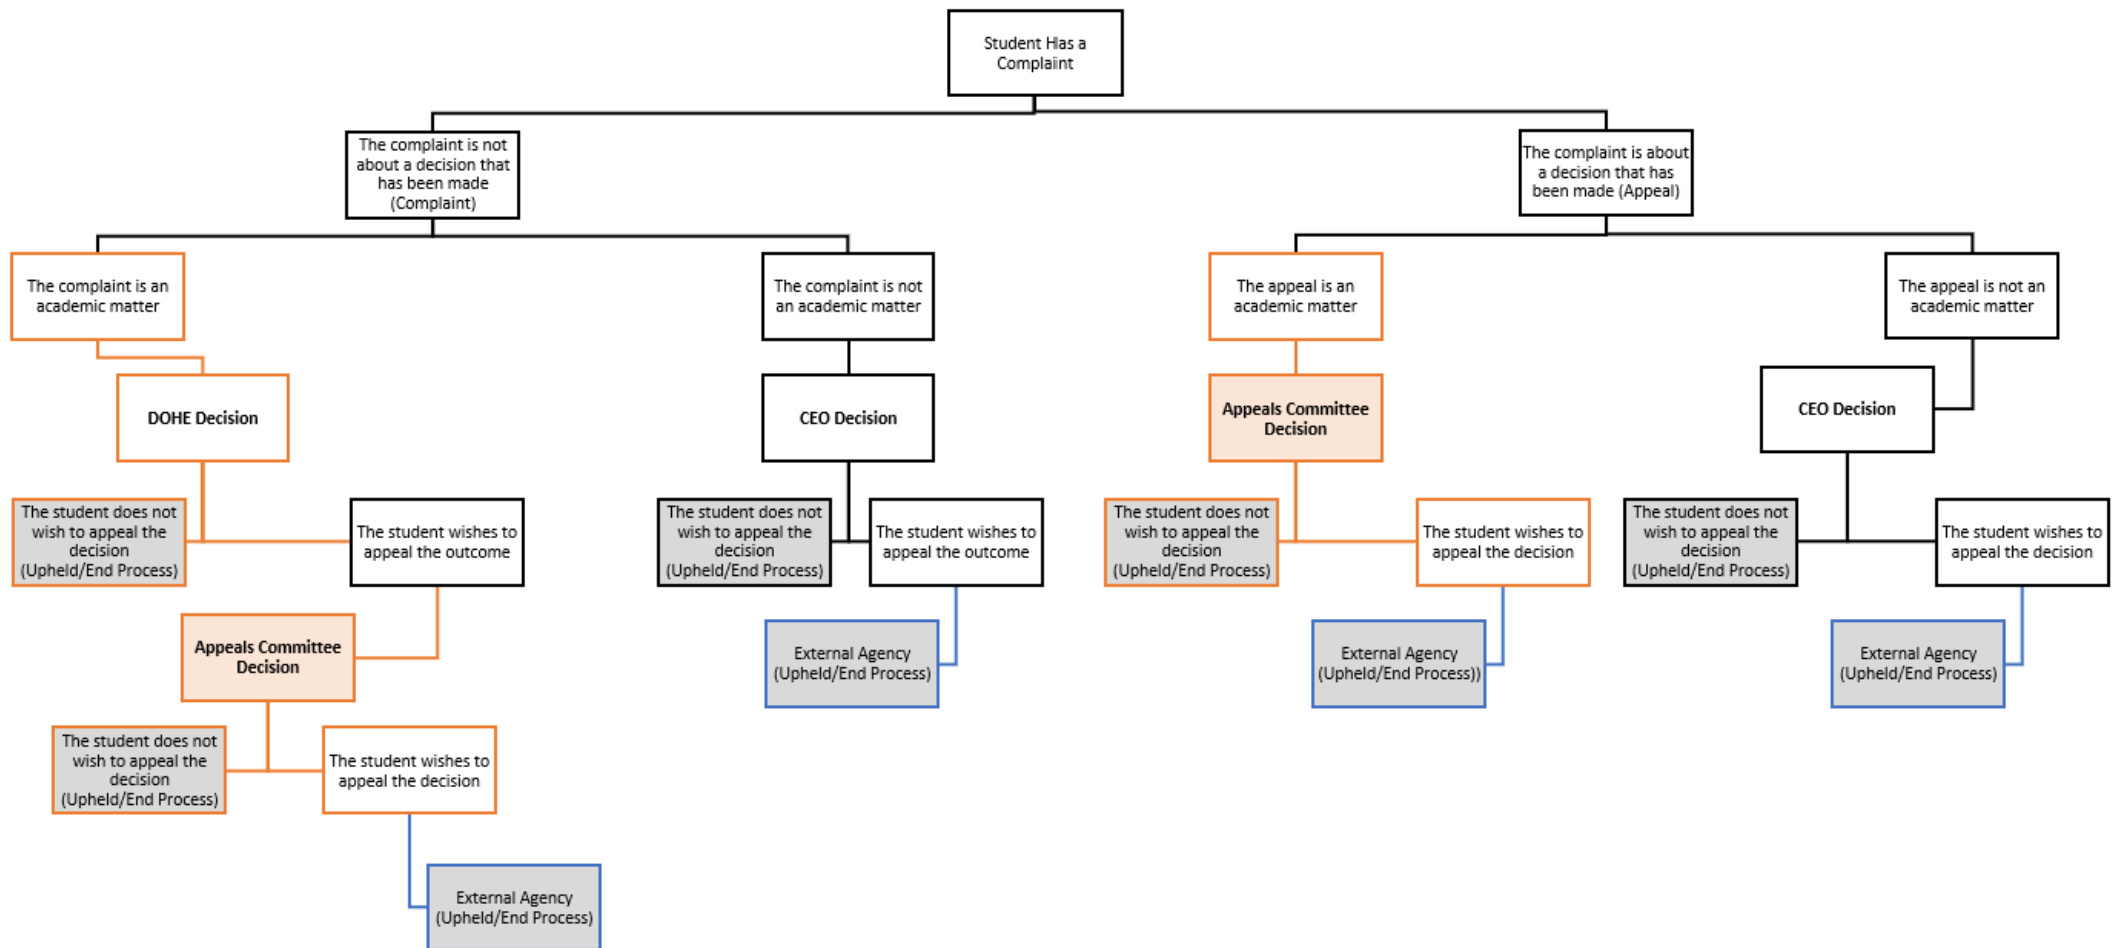 Student Has a
Complaint
The complaint is not
about a decision that
has been made
(Complaint)
The complaint is about
a decision that has
been made (Appeal)
The complaint is an
academic matter
The complaint is not
an academic matter
The appeal is an
academic matter
The appeal is not an
academic matter
DOHE Decision
CEO Decision
Appeals Committee
Decision
CEO Decision
The student does not
wish to appeal the
decision
(Upheld/End Process)
The student wishes to
appeal the outcome
The student does not
wish to appeal the
decision
(Upheld/End Process)
The student wishes to
appeal the outcome
The student does not
wish to appeal the
decision
(Upheld/End Process)
The student wishes to
appeal the decision
The student does not
wish to appeal the
decision
(Upheld/End Process)
The student wishes to
appeal the decision
Appeals Committee
Decision
External Agency
(Upheld/End Process)
External Agency
(Upheld/End Process))
External Agency
(Upheld/End Process)
The student does not
wish to appeal the
decision
(Upheld/End Process)
The student wishes to
appeal the decision
External Agency
(Upheld/End Process)